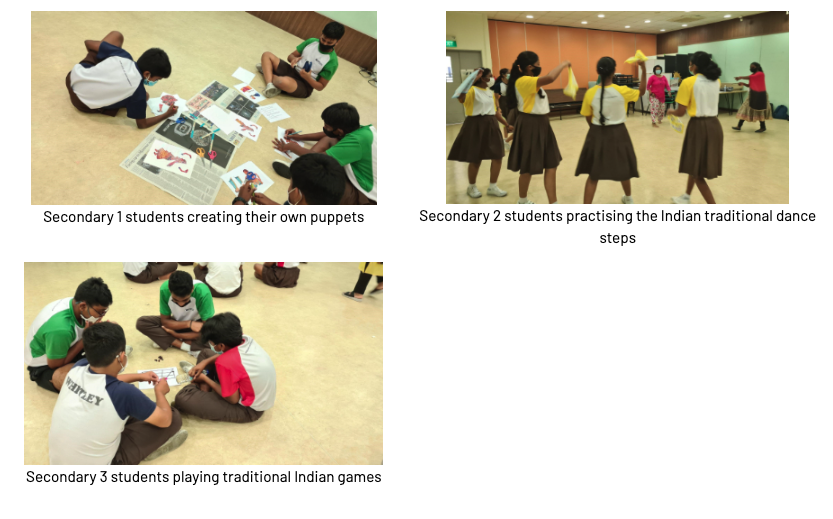 Secondary 1 students creating their own puppets
Secondary 2 students practising the Indian traditional dance
steps
WHITLEY
Secondary 3 students playing traditional Indian games